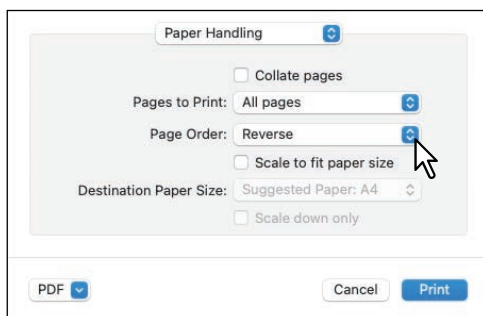 Paper Handling
Collate pages
Pages to Print: All pages
Page Order: Reverse
Scale to fit paper size
Destination Paper Size: Suggested Paper: A4
Scale down only
PDF Cancel Print